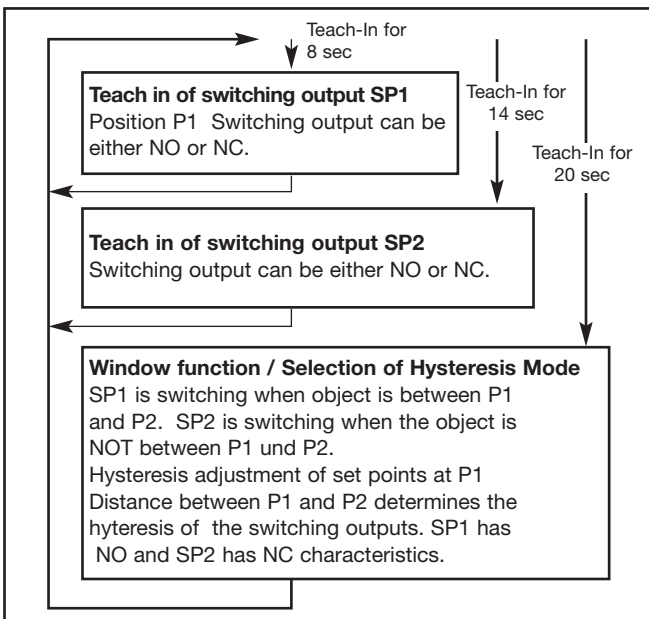 Teach-In for
8 sec
Teach in of switching output SP1
Position P1 Switching output can be
either NO or NC.
Teach-In for
14 sec
Teach-In for
20 sec
Teach in of switching output SP2
Switching output can be either NO or NC.
Window function / Selection of Hysteresis Mode
SP1 is switching when object is between P1
and P2. SP2 is switching when the object is
NOT between P1 und P2.
Hysteresis adjustment of set points at P1
Distance between P1 and P2 determines the
hyteresis of the switching outputs. SP1 has
NO and SP2 has NC characteristics.